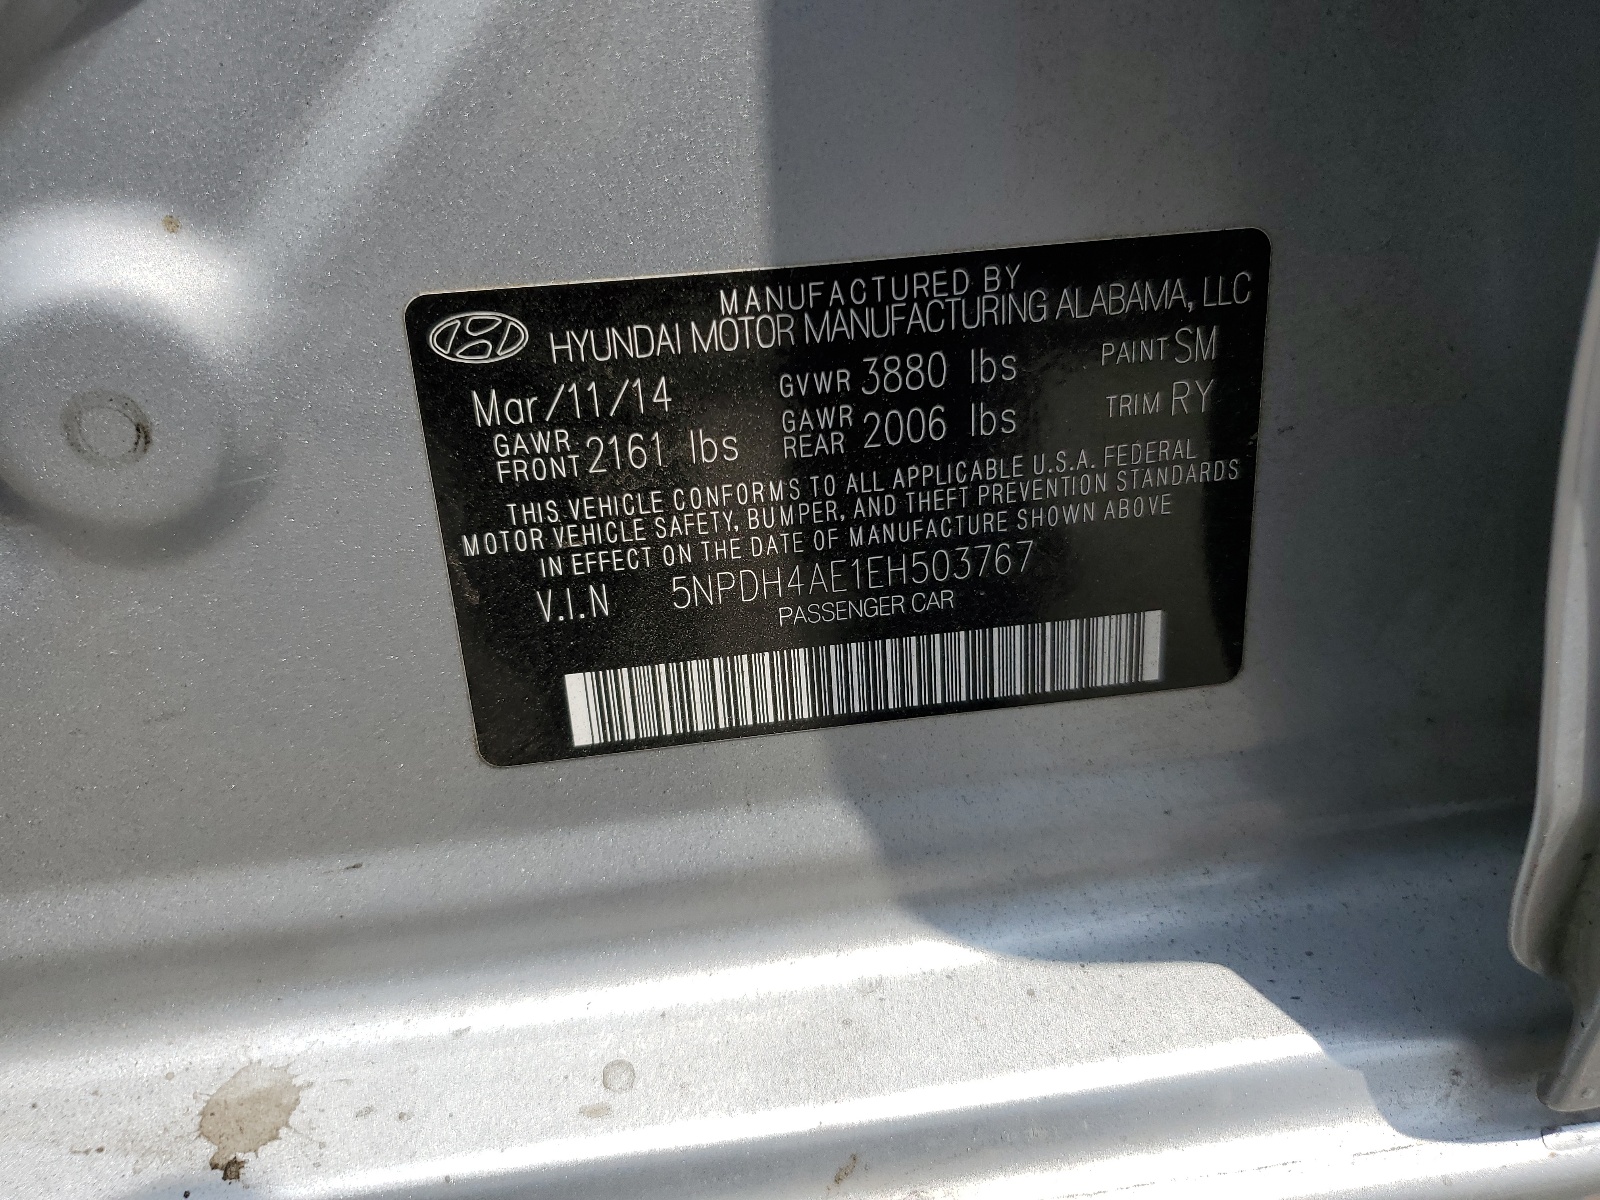 MANUFACTURED BY
HYUNDAI MOTOR MANUFACTURING ALABAMA, LLC
Mar/11/14 GVWR 3880 lbs PAINT SM
GAWR FRONT 2161 lbs GAWR REAR 2006 lbs TRIM RY
THIS VEHICLE CONFORMS TO ALL APPLICABLE U.S.A. FEDERAL
MOTOR VEHICLE SAFETY, BUMPER, AND THEFT PREVENTION STANDARDS
IN EFFECT ON THE DATE OF MANUFACTURE SHOWN ABOVE
V.I.N 5NPDH4AE1EH503767
PASSENGER CAR